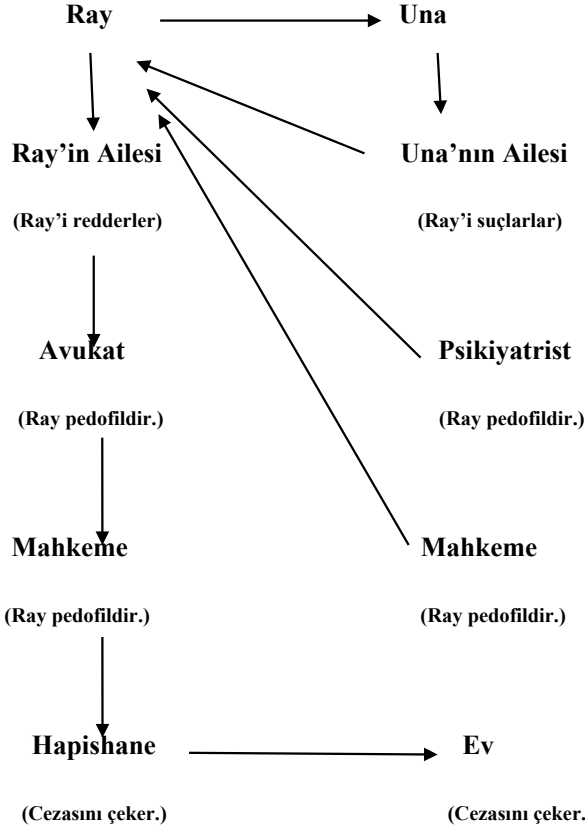 Ray Una
Ray’in Ailesi Una’nın Ailesi
(Ray’i redderler) (Ray’i suçlarlar)
Avukat Psikiyatrist
(Ray pedofildir.) (Ray pedofildir.)
Mahkeme Mahkeme
(Ray pedofildir.) (Ray pedofildir.)
Hapishane Ev
(Cezasını çeker.) (Cezasını çeker.